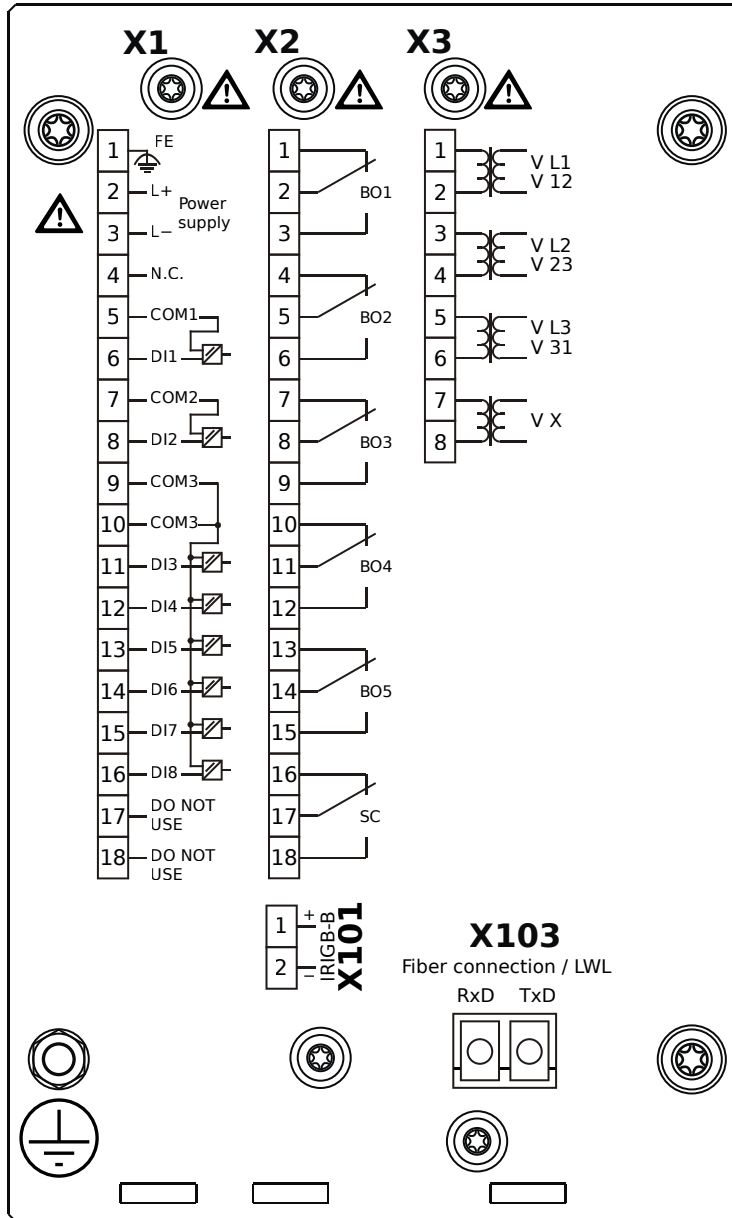 X1
X2
X3
1 FE
2 L+
Power
supply
3 L−
4 N.C.
5 COM1
6 DI1
7 COM2
8 DI2
9 COM3
10 COM3
11 DI3
12 DI4
13 DI5
14 DI6
15 DI7
16 DI8
17 DO NOT
USE
18 DO NOT
USE
1
2 BO1
3
4
5 BO2
6
7
8 BO3
9
10
11 BO4
12
13
14 BO5
15
16
17 SC
18
1
2
V L1
V 12
3
4
V L2
V 23
5
6
V L3
V 31
7
8
V X
1 +
2 −
IRIGB-B
X101
X103
Fiber connection / LWL
RxD TxD